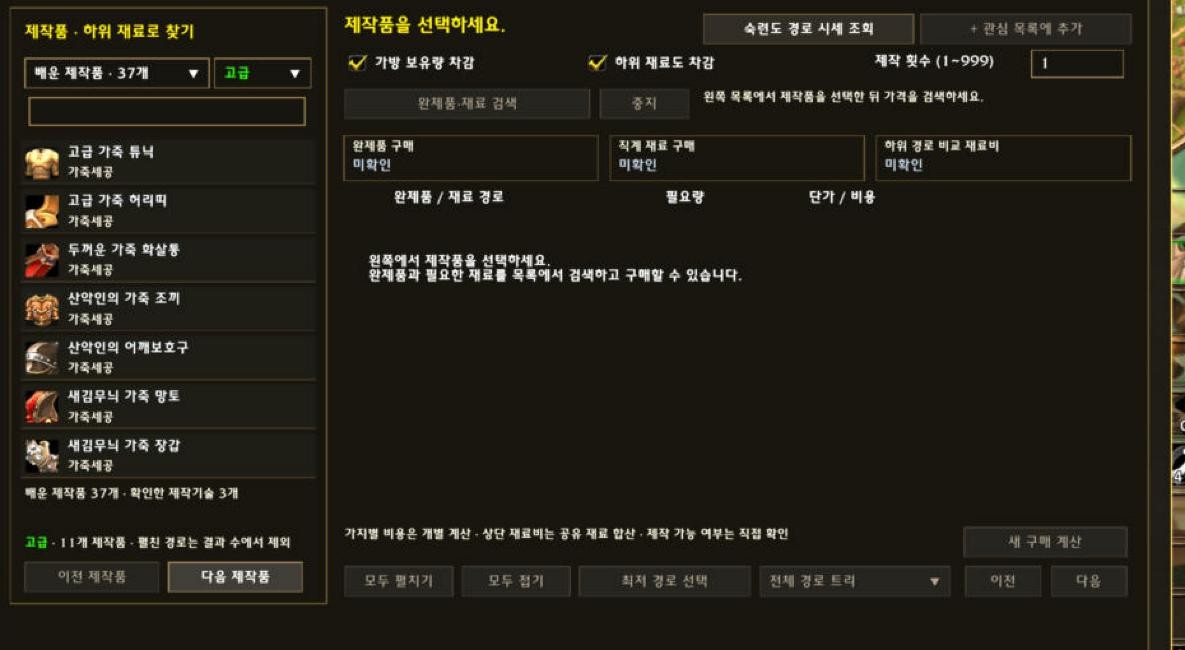 제작품 · 하위 재료로 찾기
배운 제작품 · 37개 ▼
고급 ▼
고급 가죽 튜닉
가죽세공
고급 가죽 허리띠
가죽세공
두꺼운 가죽 화살통
가죽세공
산악인의 가죽 조끼
가죽세공
산악인의 어깨보호구
가죽세공
새김무늬 가죽 망토
가죽세공
새김무늬 가죽 장갑
가죽세공
배운 제작품 37개 · 확인한 제작기술 3개
고급 · 11개 제작품 · 펼친 경로는 결과 수에서 제외
이전 제작품
다음 제작품
제작품을 선택하세요.
숙련도 경로 시세 조회
+ 관심 목록에 추가
가방 보유량 차감
하위 재료도 차감
제작 횟수 (1~999)
1
완제품·재료 검색
중지
왼쪽 목록에서 제작품을 선택한 뒤 가격을 검색하세요.
완제품 구매
미확인
직계 재료 구매
미확인
하위 경로 비교 재료비
미확인
완제품 / 재료 경로
필요량
단가 / 비용
왼쪽에서 제작품을 선택하세요.
완제품과 필요한 재료를 목록에서 검색하고 구매할 수 있습니다.
가지별 비용은 개별 계산 · 상단 재료비는 공유 재료 합산 · 제작 가능 여부는 직접 확인
새 구매 계산
모두 펼치기
모두 접기
최저 경로 선택
전체 경로 트리 ▼
이전
다음